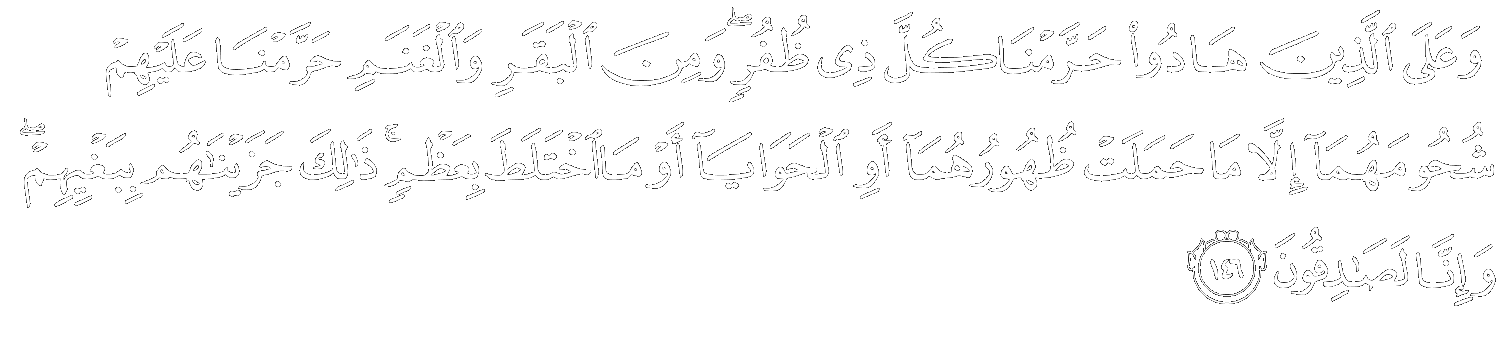 وَعَلَى ٱلَّذِينَ هَادُوا۟ حَرَّمْنَا كُلَّ ذِى ظُفُرٍۢ ۖ وَمِنَ ٱلْبَقَرِ وَٱلْغَنَمِ حَرَّمْنَا عَلَيْهِمْ
شُحُومَهُمَآ إِلَّا مَا حَمَلَتْ ظُهُورُهُمَآ أَوِ ٱلْحَوَايَآ أَوْ مَا ٱخْتَلَطَ بِعَظْمٍۢ ۚ ذَٰلِكَ جَزَيْنَٰهُم بِبَغْيِهِمْ ۖ
وَإِنَّا لَصَٰدِقُونَ ١٤٦